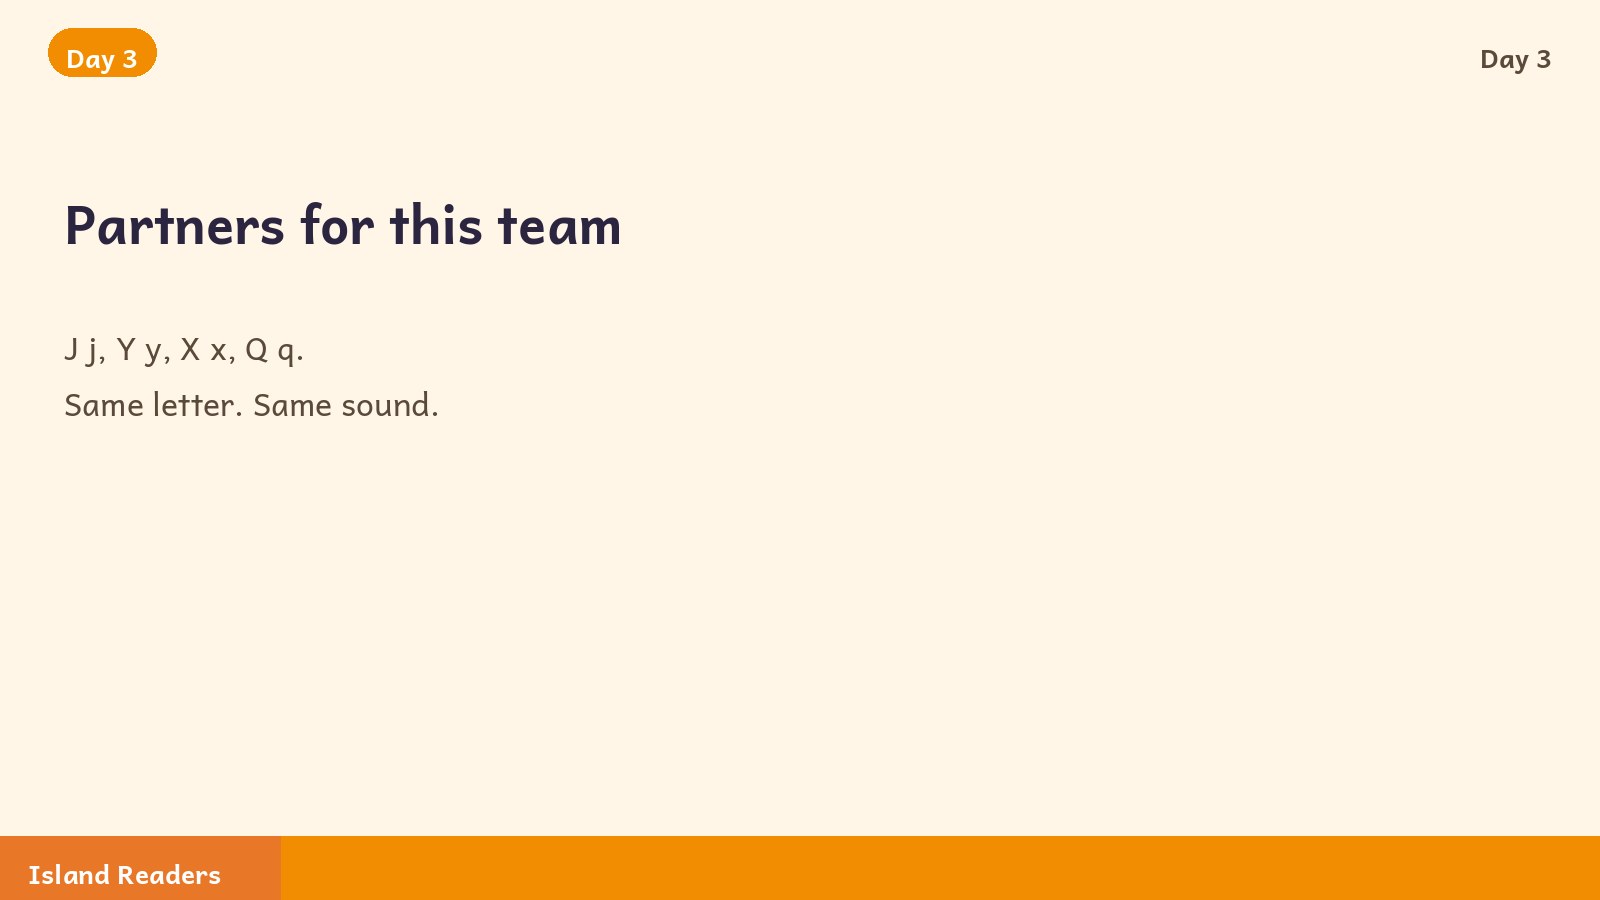 Day 3
Day 3
Partners for this team
J j, Y y, X x, Q q.
Same letter. Same sound.
Island Readers